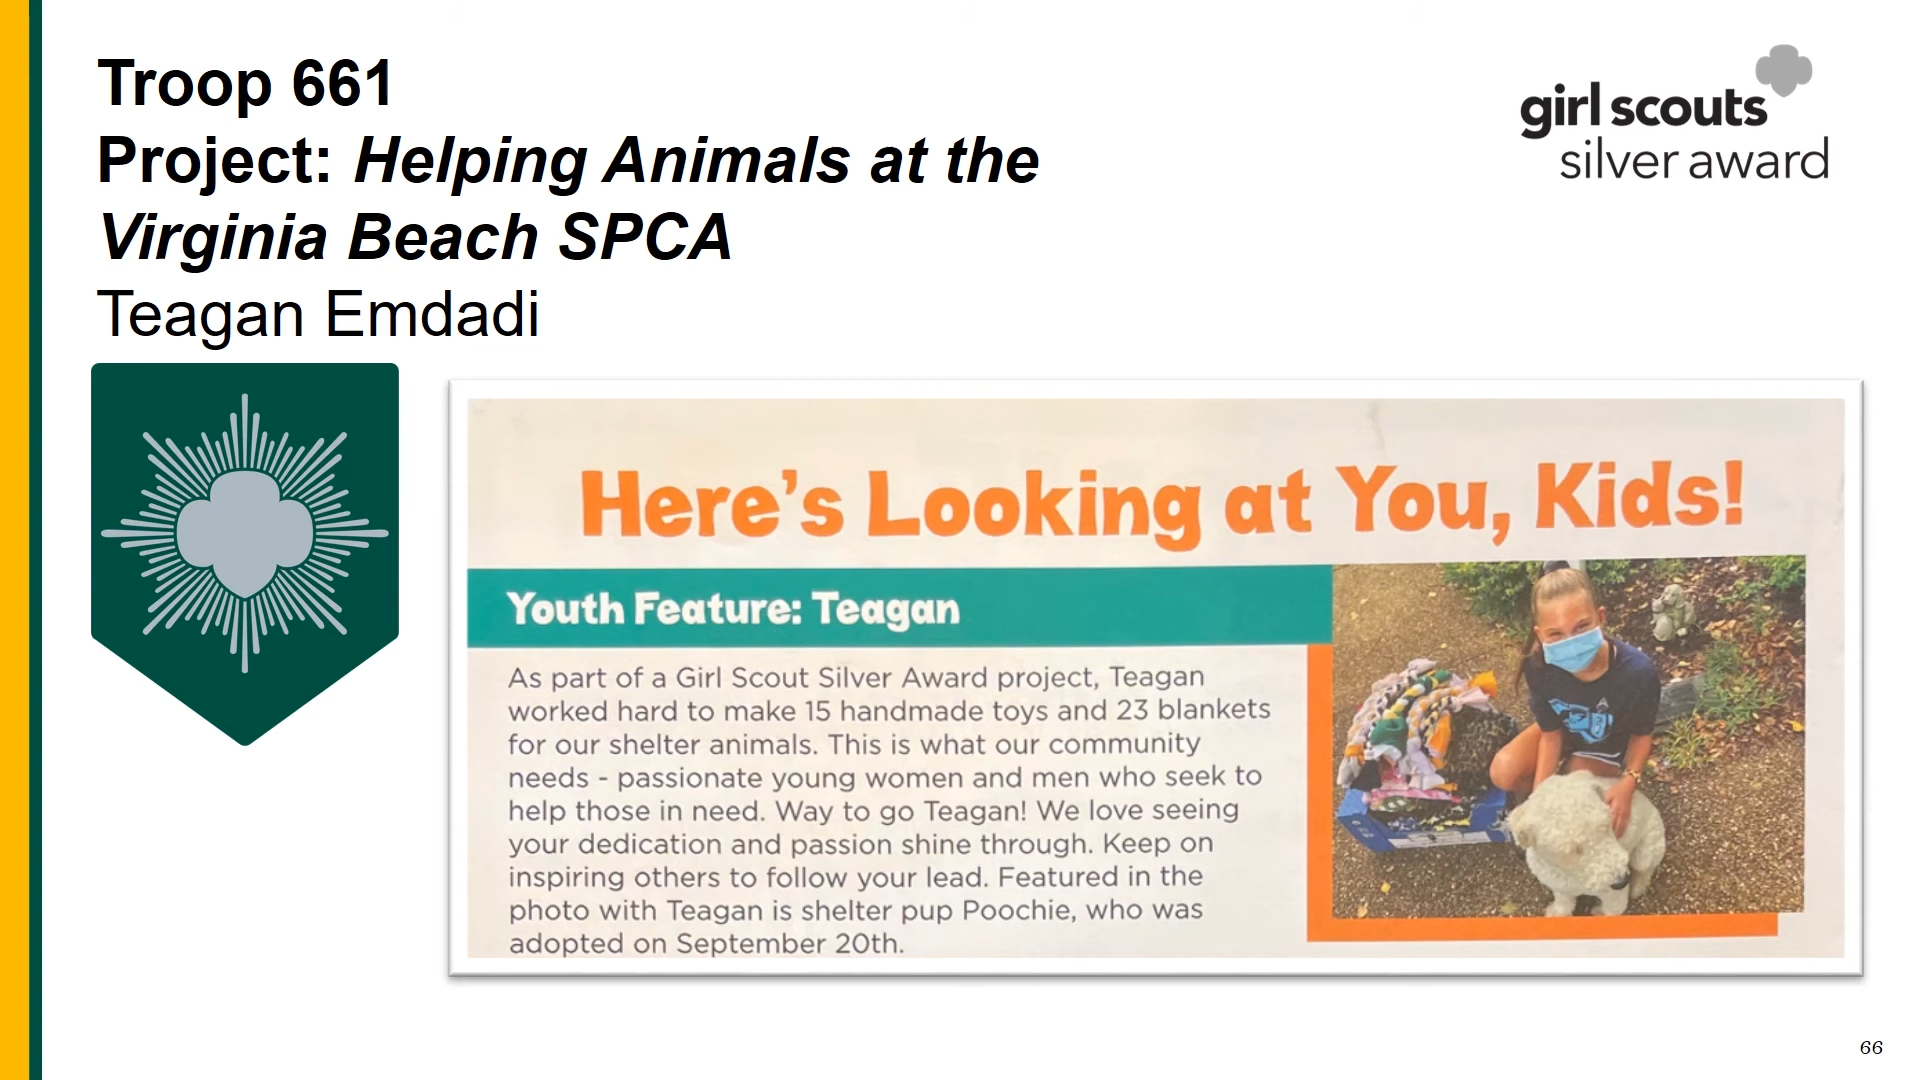 Troop 661
Project: Helping Animals at the
Virginia Beach SPCA
Teagan Emdadi
girl scouts
silver award
Here's Looking at You, Kids!
Youth Feature: Teagan
As part of a Girl Scout Silver Award project, Teagan
worked hard to make 15 handmade toys and 23 blankets
for our shelter animals. This is what our community
needs - passionate young women and men who seek to
help those in need. Way to go Teagan! We love seeing
your dedication and passion shine through. Keep on
inspiring others to follow your lead. Featured in the
photo with Teagan is shelter pup Poochie, who was
adopted on September 20th.
66